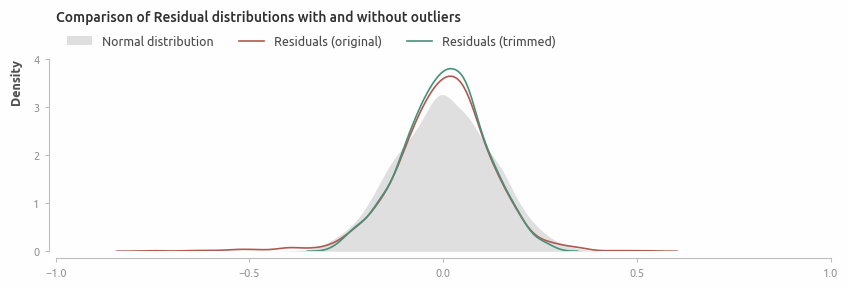 Comparison of Residual distributions with and without outliers
Normal distribution Residuals (original) Residuals (trimmed)
Density
4
3
2
1
0
−1.0 −0.5 0.0 0.5 1.0